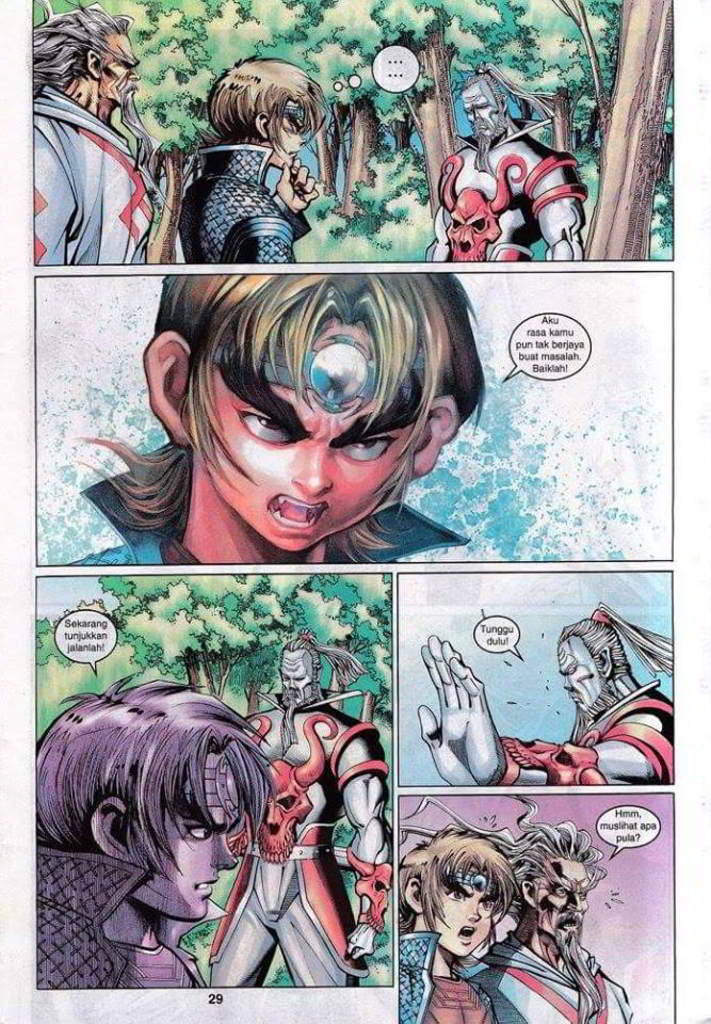 ...
...
Aku
rasa kamu
pun tak berjaya
buat masalah.
Baiklah!
Sekarang
tunjukkan
jalanlah!
Tunggu
dulu!
Hmm,
muslihat apa
pula?
29